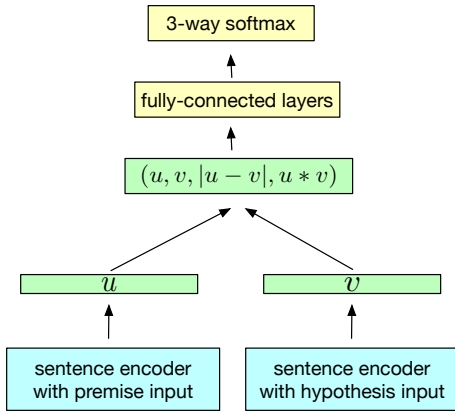 3-way softmax
fully-connected layers
(u, v, |u − v|, u ∗ v)
u
v
sentence encoder
with premise input
sentence encoder
with hypothesis input